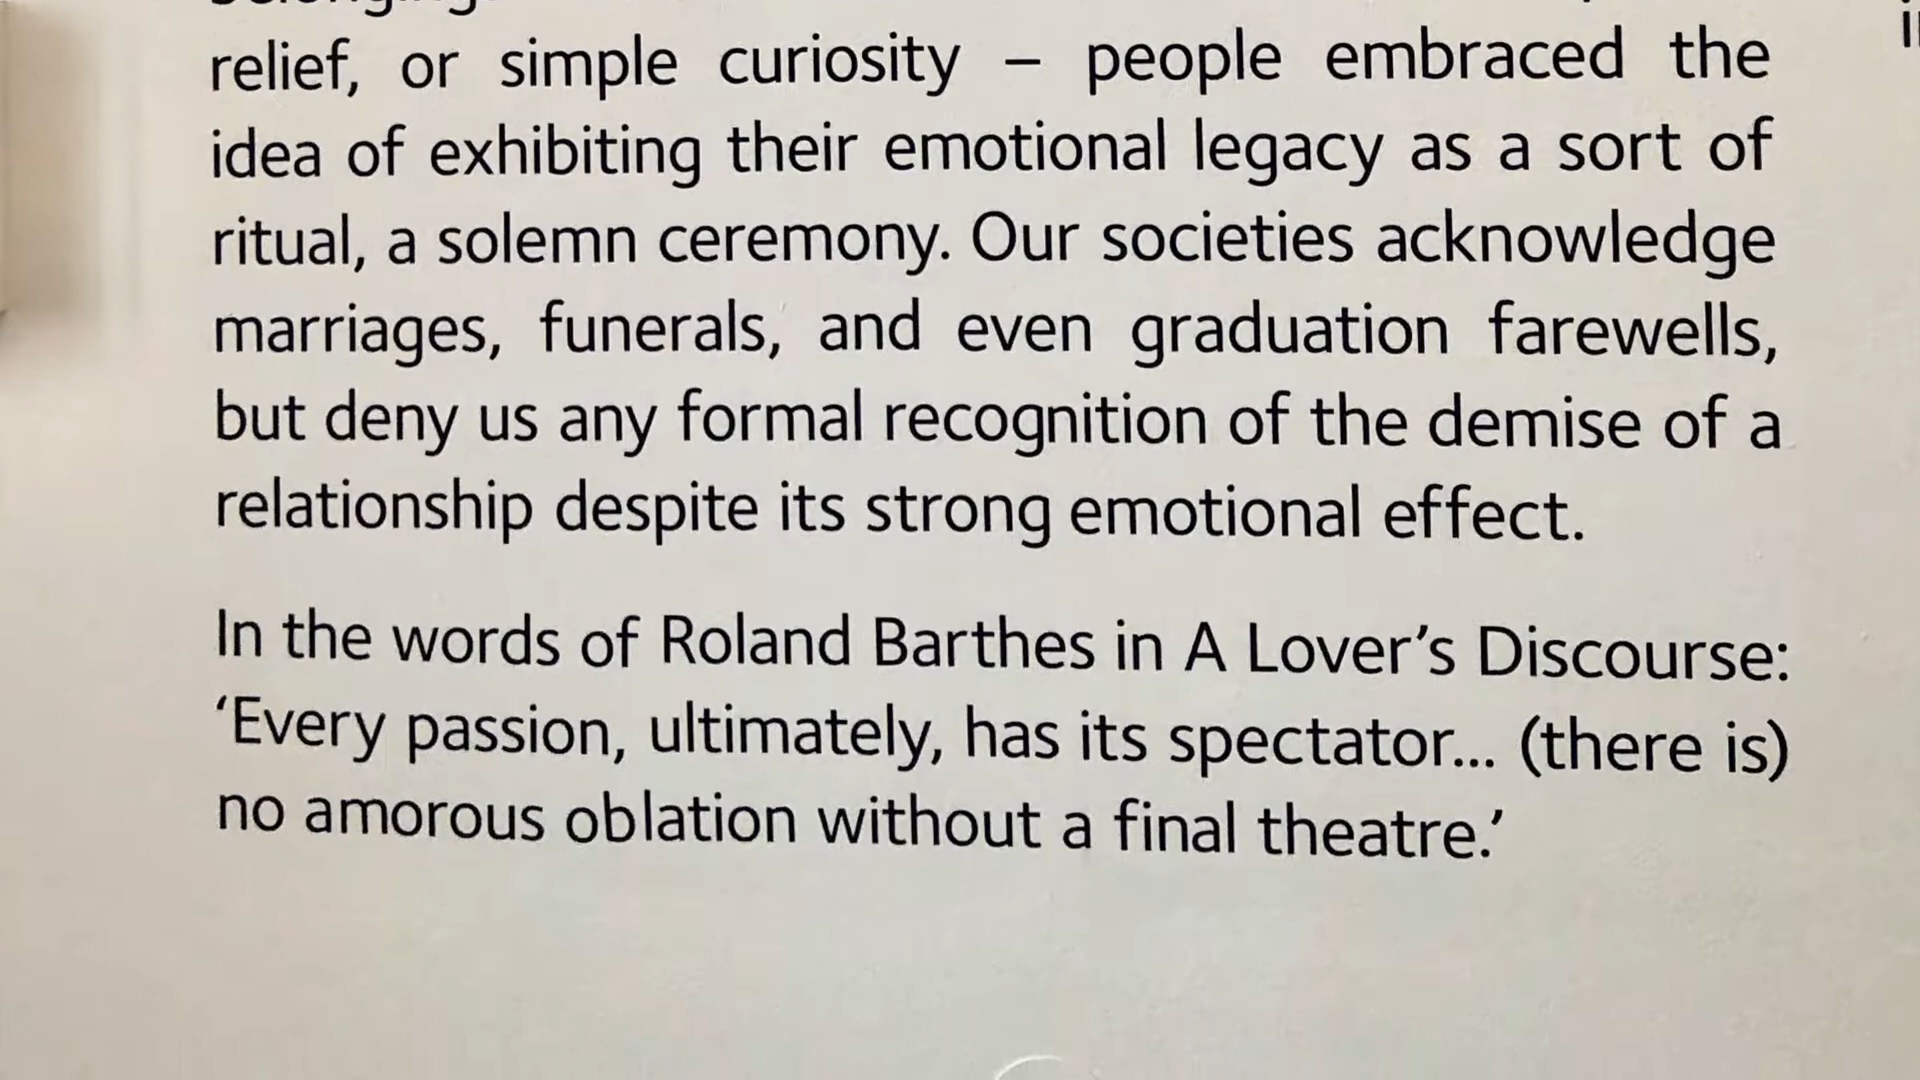 relief, or simple curiosity – people embraced the
idea of exhibiting their emotional legacy as a sort of
ritual, a solemn ceremony. Our societies acknowledge
marriages, funerals, and even graduation farewells,
but deny us any formal recognition of the demise of a
relationship despite its strong emotional effect.
In the words of Roland Barthes in A Lover’s Discourse:
‘Every passion, ultimately, has its spectator... (there is)
no amorous oblation without a final theatre.’